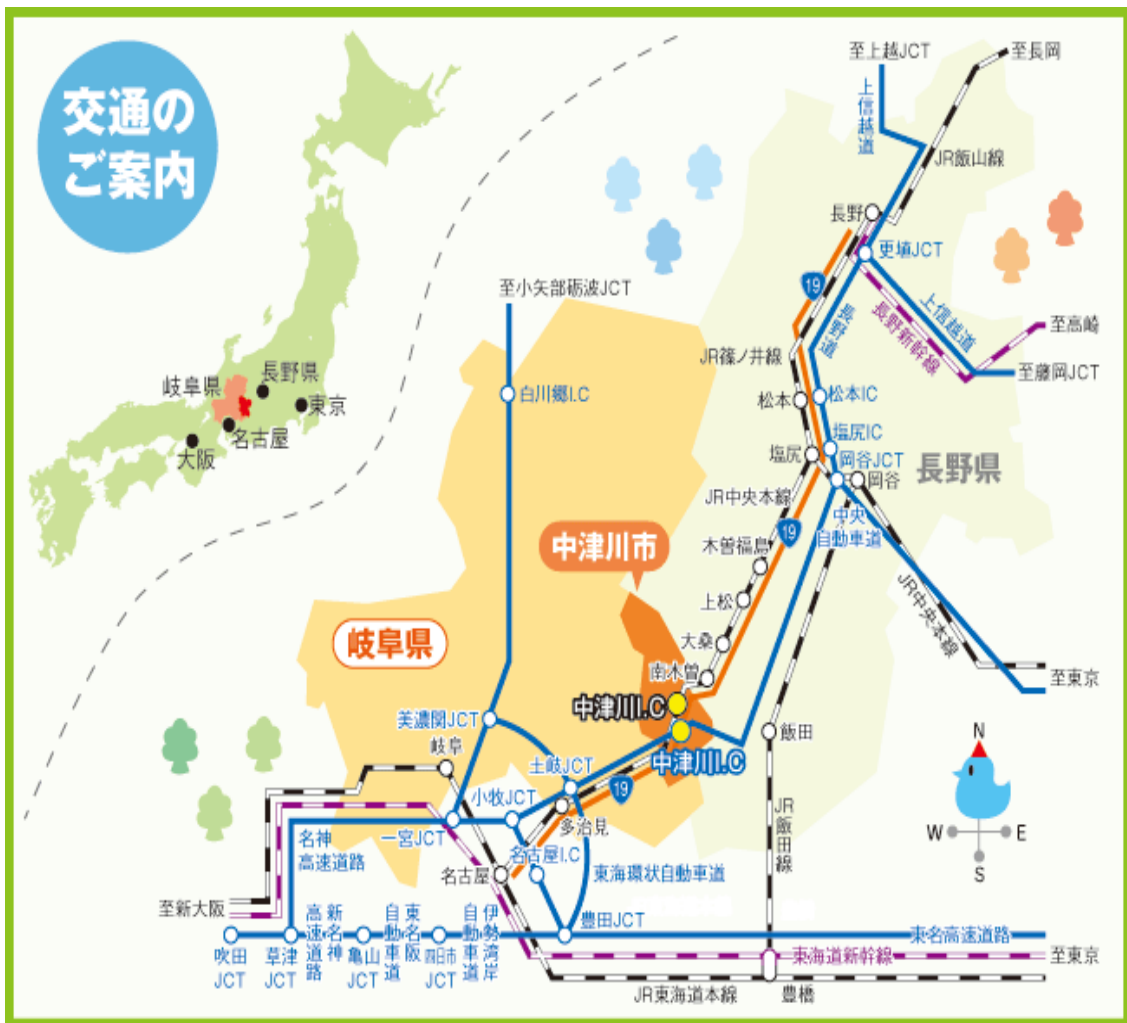 交通の
ご案内
岐阜県
長野県
東京
名古屋
大阪
至上越JCT
至長岡
上信越道
JR飯山線
長野
更埴JCT
19
長野道
上信越道
長野新幹線
至高崎
至藤岡JCT
至小矢部砺波JCT
JR篠ノ井線
白川郷I.C
松本
松本IC
塩尻IC
塩尻
岡谷JCT
岡谷
長野県
JR中央本線
中央
自動車道
19
中津川市
木曽福島
上松
JR中央本線
大桑
岐阜県
南木曽
至東京
中津川I.C
美濃関JCT
飯田
N
岐阜
中津川I.C
土岐JCT
19
小牧JCT
多治見
JR飯田線
W
E
S
一宮JCT
名神
高速道路
名古屋I.C
名古屋
東海環状自動車道
至新大阪
豊田JCT
東名高速道路
吹田
JCT
草津
JCT
新名神
高速道路
亀山
JCT
東名阪
自動車道
四日市
JCT
伊勢湾岸
自動車道
東海道新幹線
至東京
JR東海道本線
豊橋